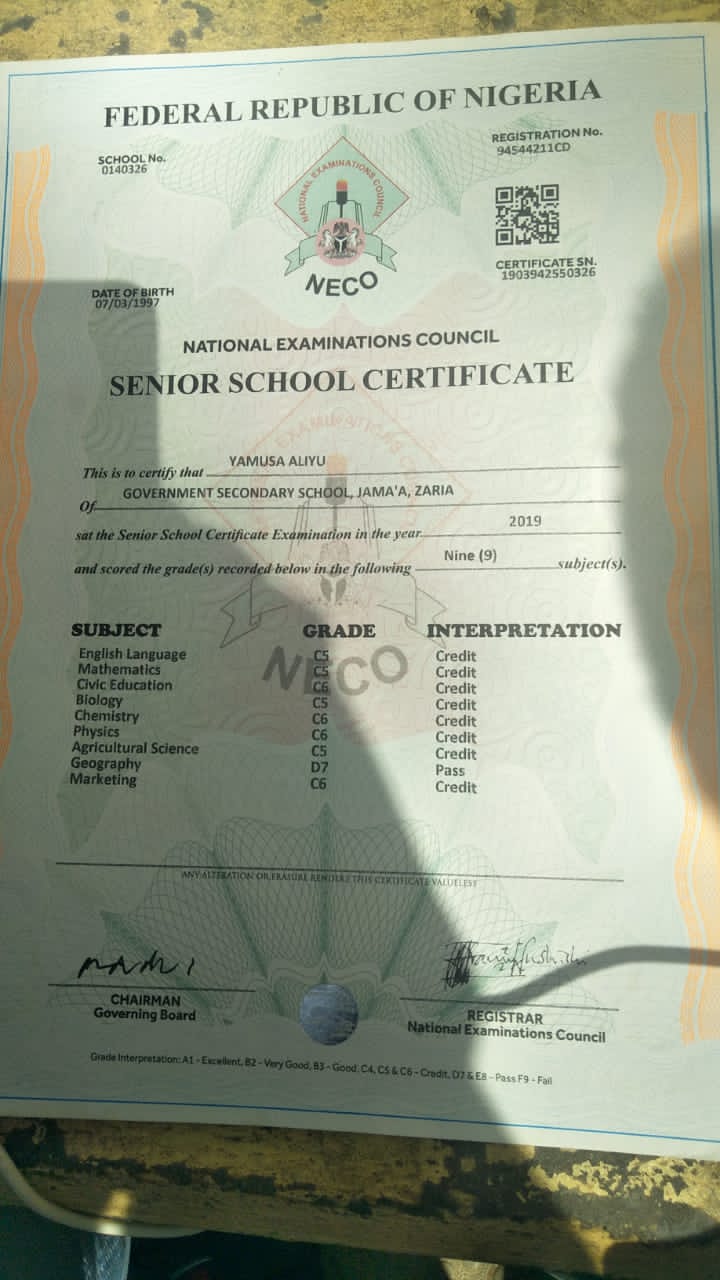 FEDERAL REPUBLIC OF NIGERIA
SCHOOL No.
0140326
REGISTRATION No.
94544211CD
NATIONAL EXAMINATIONS COUNCIL
NECO
CERTIFICATE SN.
1903942550326
DATE OF BIRTH
07/03/1997
NATIONAL EXAMINATIONS COUNCIL
SENIOR SCHOOL CERTIFICATE
This is to certify that YAMUSA ALIYU
Of GOVERNMENT SECONDARY SCHOOL, JAMA'A, ZARIA
sat the Senior School Certificate Examination in the year 2019
and scored the grade(s) recorded below in the following Nine (9) subject(s).
SUBJECT GRADE INTERPRETATION
English Language C5 Credit
Mathematics C5 Credit
Civic Education C6 Credit
Biology C5 Credit
Chemistry C6 Credit
Physics C6 Credit
Agricultural Science C5 Credit
Geography D7 Pass
Marketing C6 Credit
NECO
ANY ALTERATION OR ERASURE RENDERS THIS CERTIFICATE VALUELESS
CHAIRMAN
Governing Board
REGISTRAR
National Examinations Council
Grade Interpretation: A1 - Excellent, B2 - Very Good, B3 - Good, C4, C5 & C6 - Credit, D7 & E8 - Pass F9 - Fail